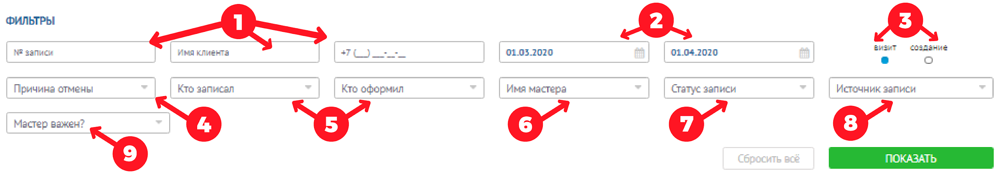 ФИЛЬТРЫ
1
2
3
№ записи
Имя клиента
+7 (___) ___-__-__
01.03.2020
01.04.2020
визит
создание
Причина отмены
Кто записал
Кто оформил
Имя мастера
Статус записи
Источник записи
Мастер важен?
4
5
6
7
8
9
Сбросить всё
ПОКАЗАТЬ